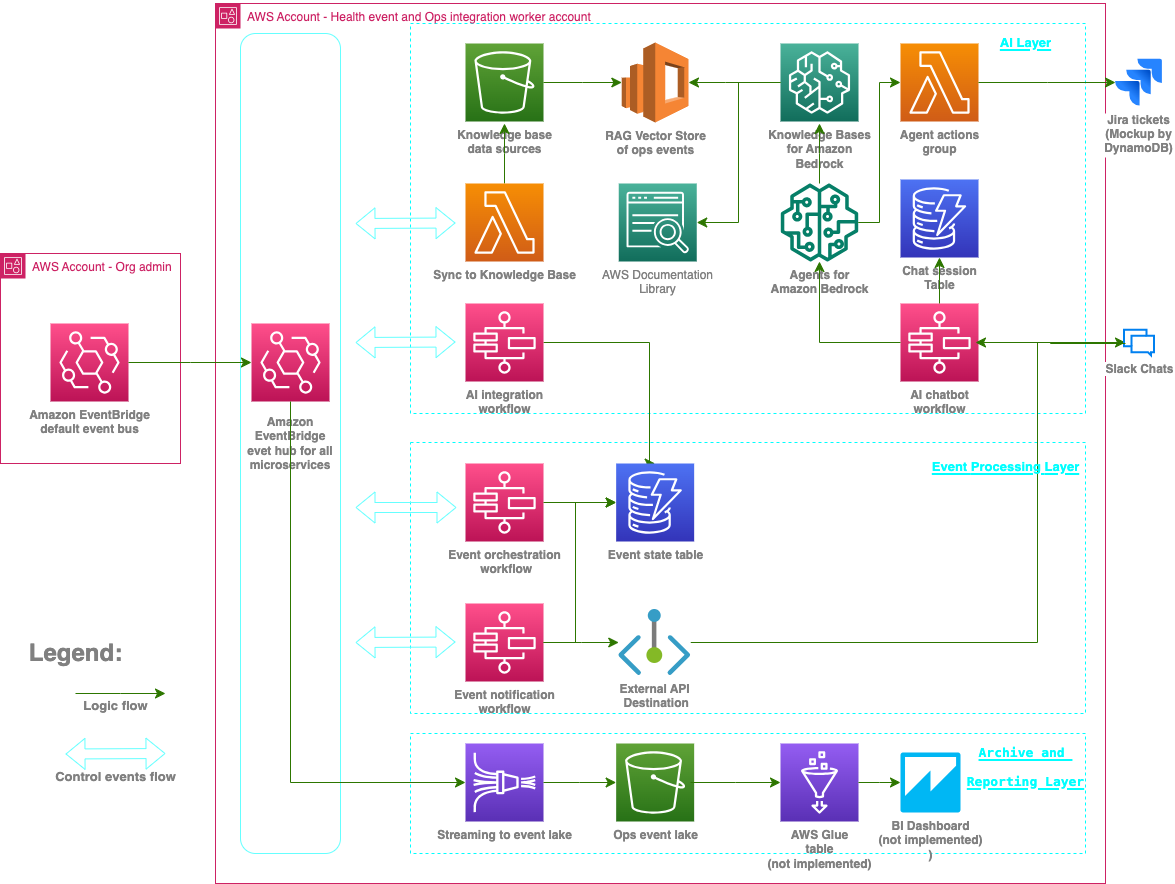 AWS Account - Health event and Ops integration worker account
AI Layer
Knowledge base
data sources
RAG Vector Store
of ops events
Knowledge Bases
for Amazon
Bedrock
Agent actions
group
Jira tickets
(Mockup by
DynamoDB)
Sync to Knowledge Base
AWS Documentation
Library
Agents for
Amazon Bedrock
Chat session
Table
AWS Account - Org admin
Amazon EventBridge
default event bus
Amazon
EventBridge
evet hub for all
microservices
AI integration
workflow
AI chatbot
workflow
Slack Chats
Event Processing Layer
Event orchestration
workflow
Event state table
Event notification
workflow
External API
Destination
Legend:
Logic flow
Control events flow
Archive and
Reporting Layer
Streaming to event lake
Ops event lake
AWS Glue
table
(not implemented)
BI Dashboard
(not implemented)
)